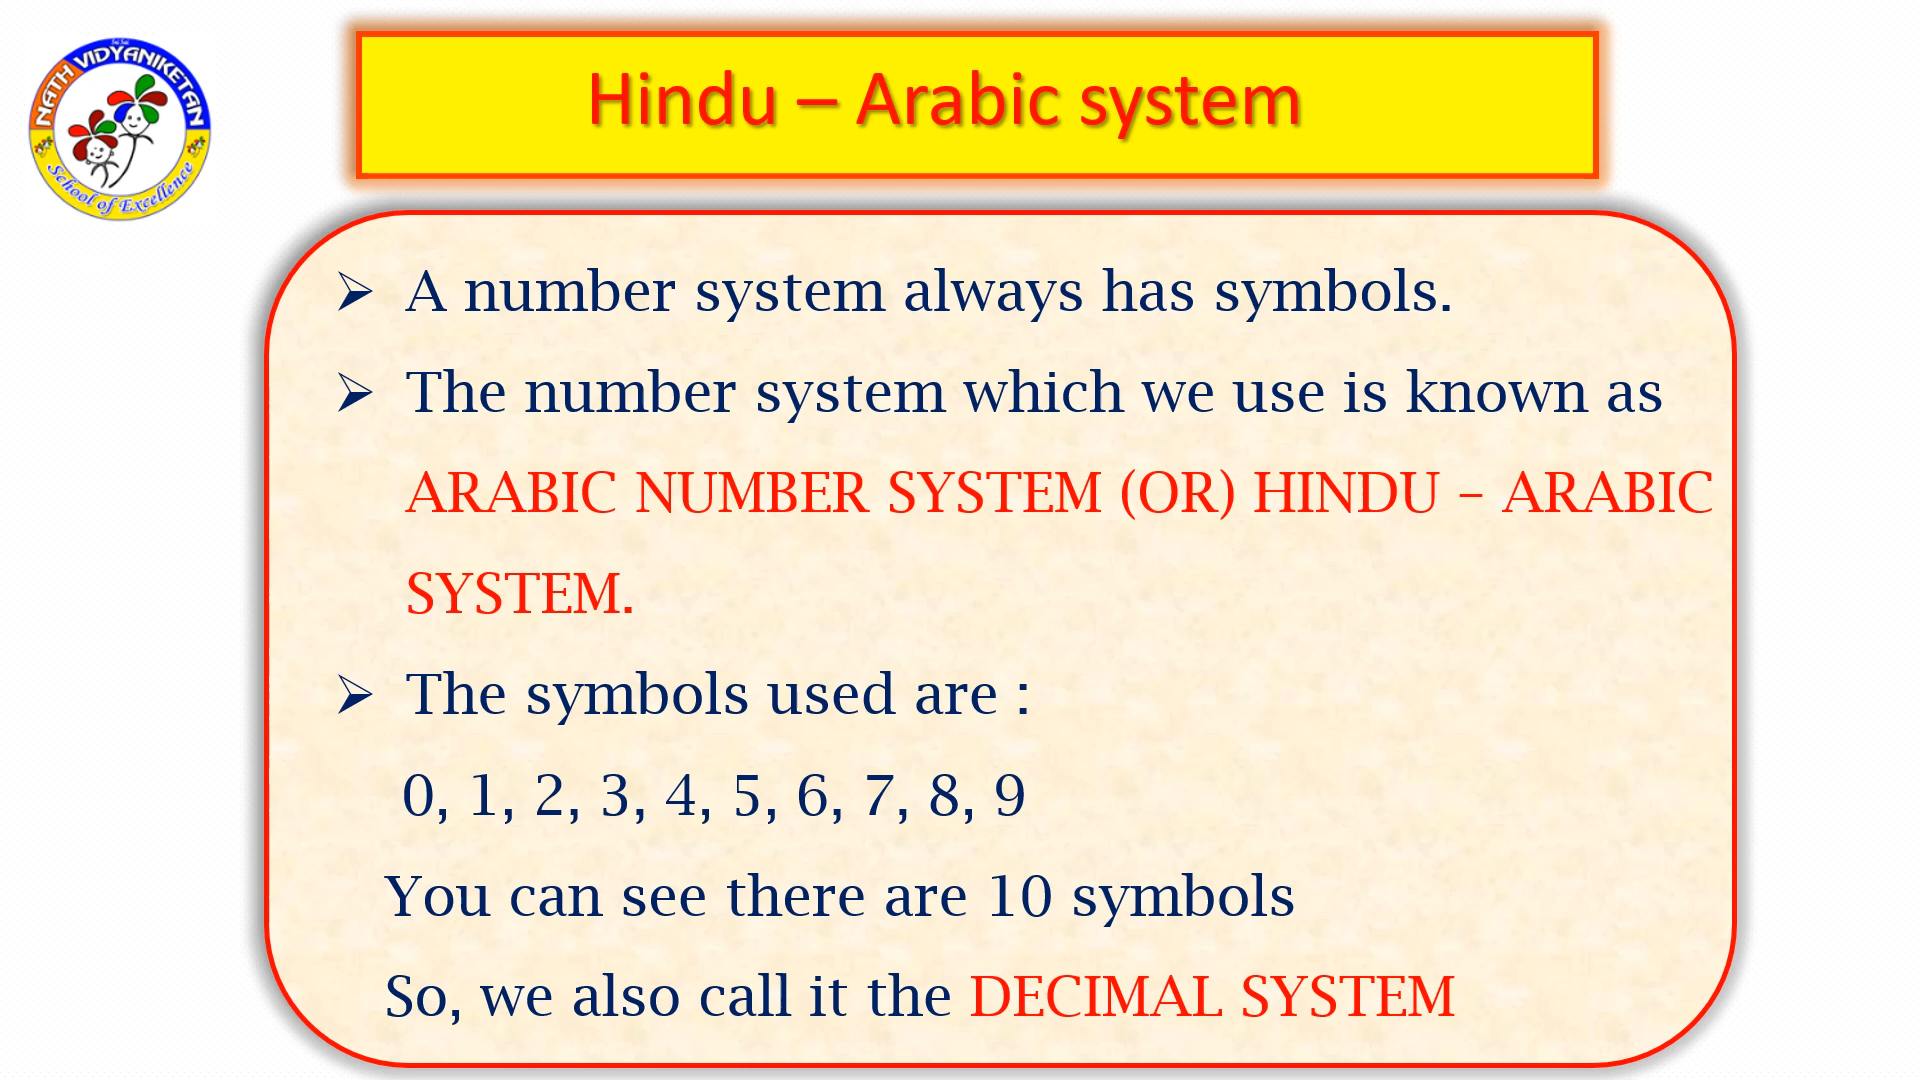 NATH VIDYANIKETAN
School of Excellence
Hindu – Arabic system
➢ A number system always has symbols.
➢ The number system which we use is known as
ARABIC NUMBER SYSTEM (OR) HINDU – ARABIC
SYSTEM.
➢ The symbols used are :
0, 1, 2, 3, 4, 5, 6, 7, 8, 9
You can see there are 10 symbols
So, we also call it the DECIMAL SYSTEM